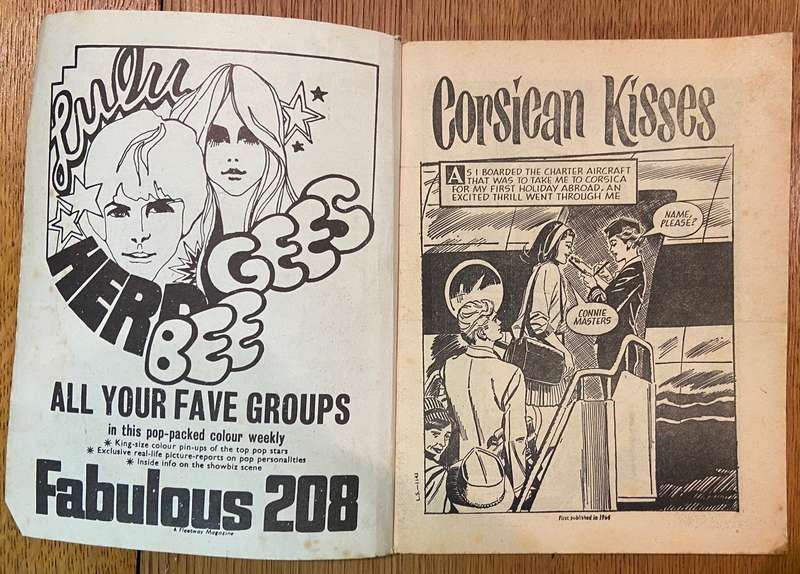 Lulu
HERD
BEE
GEES
ALL YOUR FAVE GROUPS
in this pop-packed colour weekly
* King-size colour pin-ups of the top pop stars
* Exclusive real-life picture-reports on pop personalities
* Inside info on the showbiz scene
Fabulous 208
A Fleetway Magazine
Corsican Kisses
AS I BOARDED THE CHARTER AIRCRAFT
THAT WAS TO TAKE ME TO CORSICA
FOR MY FIRST HOLIDAY ABROAD, AN
EXCITED THRILL WENT THROUGH ME
NAME,
PLEASE?
CONNIE
MASTERS
First published in 1964